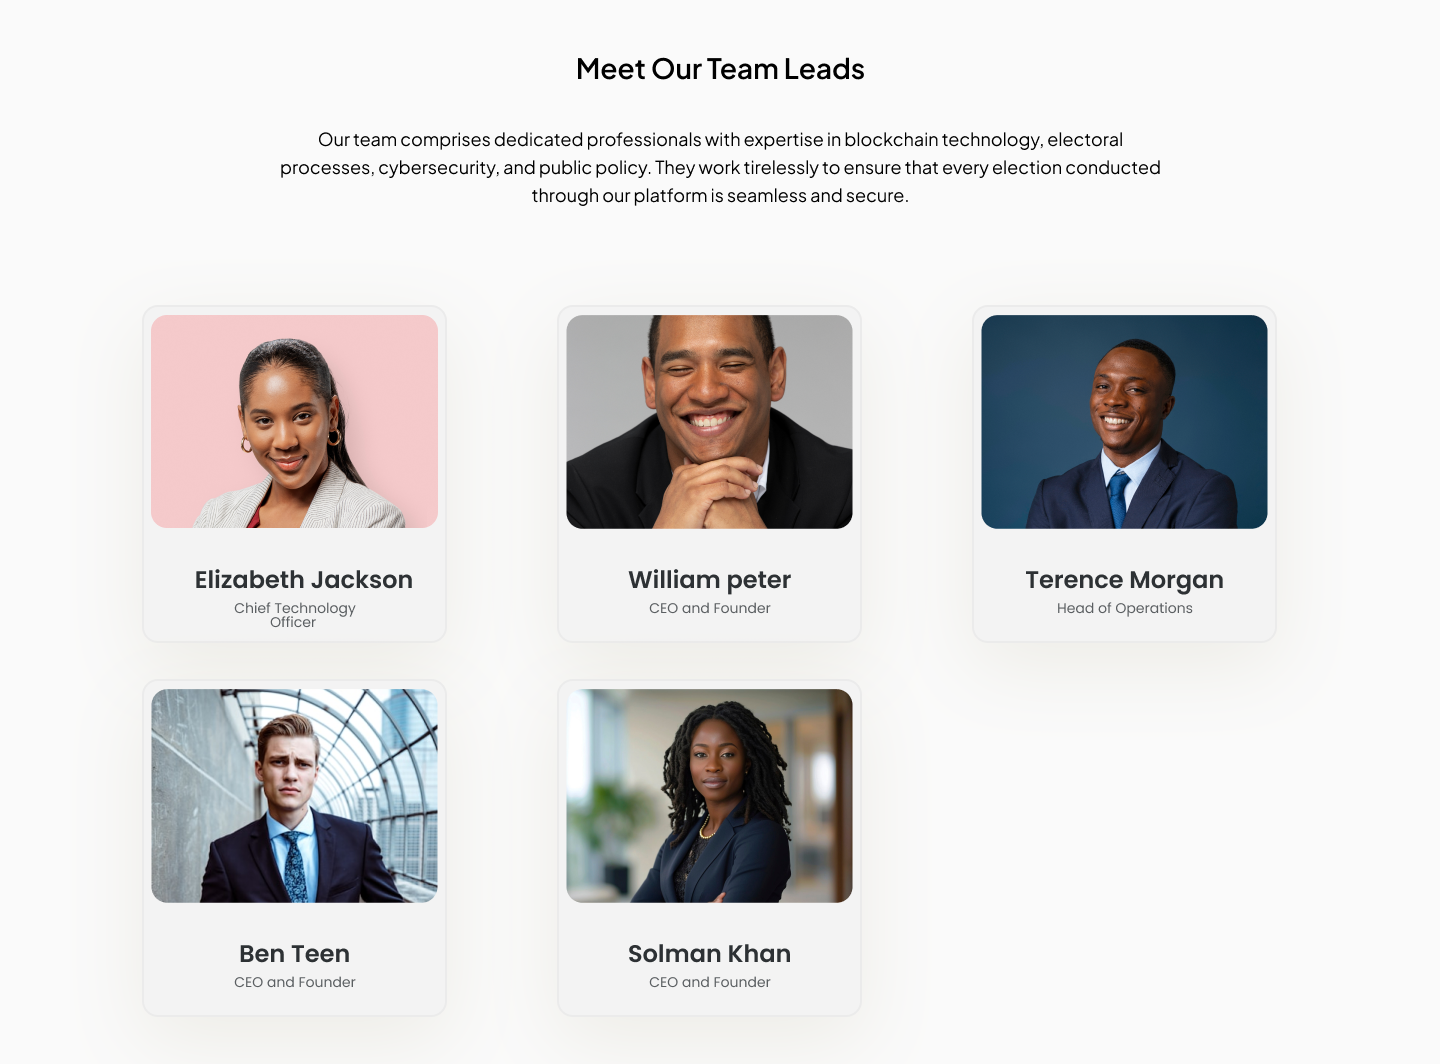 Meet Our Team Leads
Our team comprises dedicated professionals with expertise in blockchain technology, electoral
processes, cybersecurity, and public policy. They work tirelessly to ensure that every election conducted
through our platform is seamless and secure.
Elizabeth Jackson
Chief Technology
Officer
William peter
CEO and Founder
Terence Morgan
Head of Operations
Ben Teen
CEO and Founder
Solman Khan
CEO and Founder